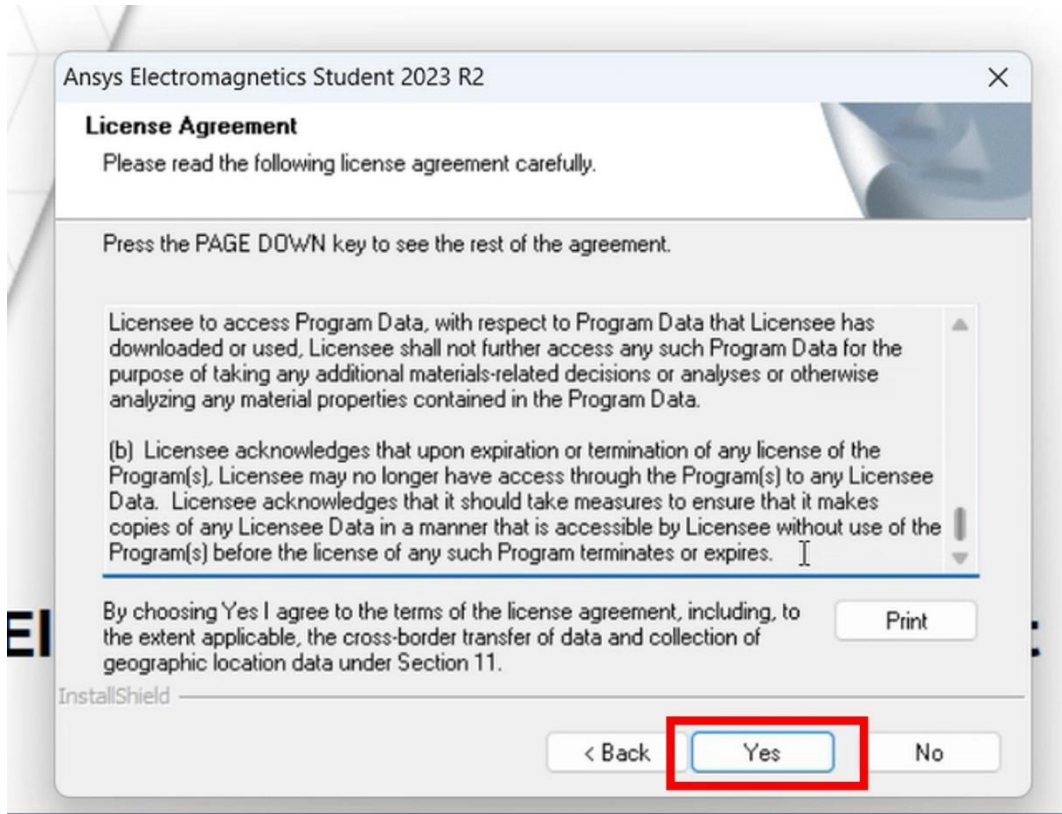 Ansys Electromagnetics Student 2023 R2
License Agreement
Please read the following license agreement carefully.
Press the PAGE DOWN key to see the rest of the agreement.
Licensee to access Program Data, with respect to Program Data that Licensee has
downloaded or used, Licensee shall not further access any such Program Data for the
purpose of taking any additional materials-related decisions or analyses or otherwise
analyzing any material properties contained in the Program Data.
(b) Licensee acknowledges that upon expiration or termination of any license of the
Program(s), Licensee may no longer have access through the Program(s) to any Licensee
Data. Licensee acknowledges that it should take measures to ensure that it makes
copies of any Licensee Data in a manner that is accessible by Licensee without use of the
Program(s) before the license of any such Program terminates or expires.
By choosing Yes I agree to the terms of the license agreement, including, to
the extent applicable, the cross-border transfer of data and collection of
geographic location data under Section 11.
Print
El
InstallShield
< Back Yes No